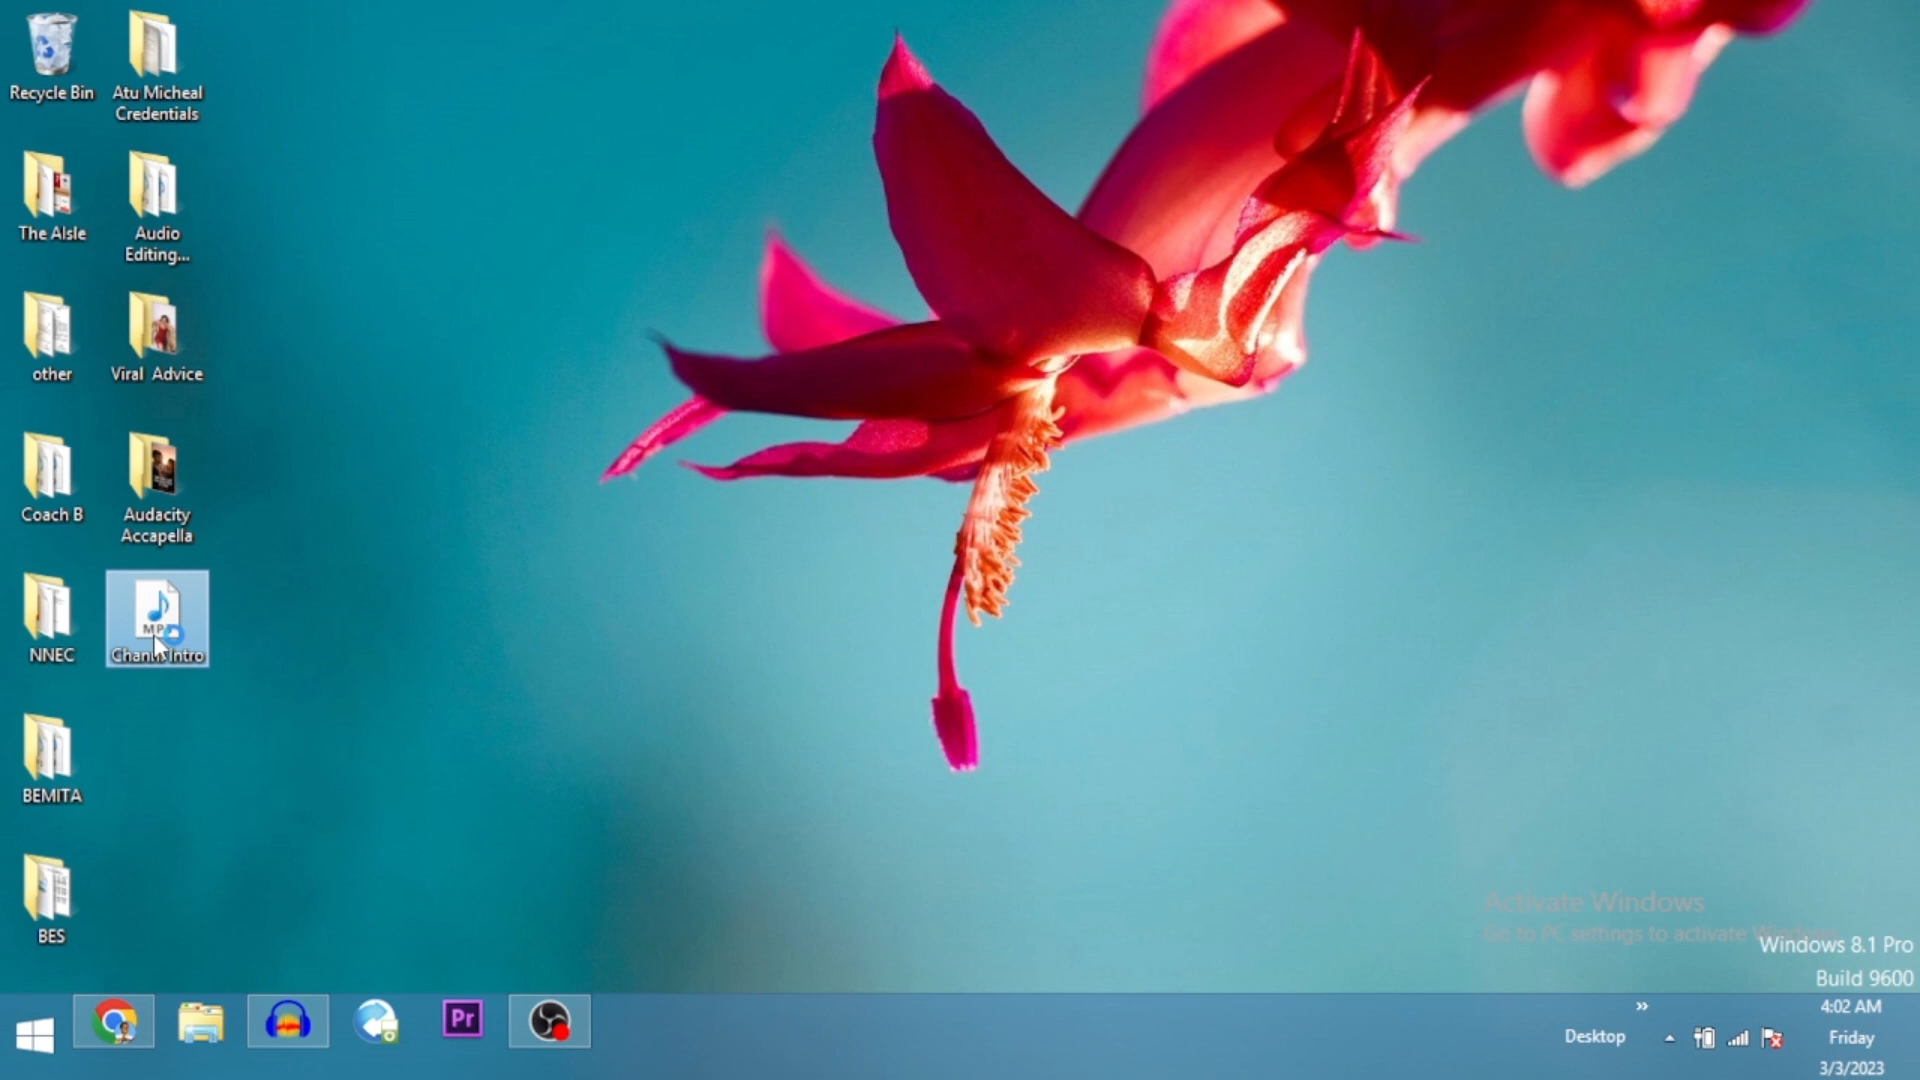 Recycle Bin
Atu Micheal
Credentials
The AIsle
Audio
Editing...
other
Viral Advice
Coach B
Audacity
Accapella
NNEC
Intro
BEMITA
BES
Activate Windows
Go to PC settings to activate Windows.
Windows 8.1 Pro
Build 9600
Pr
Desktop
4:02 AM
Friday
3/3/2023